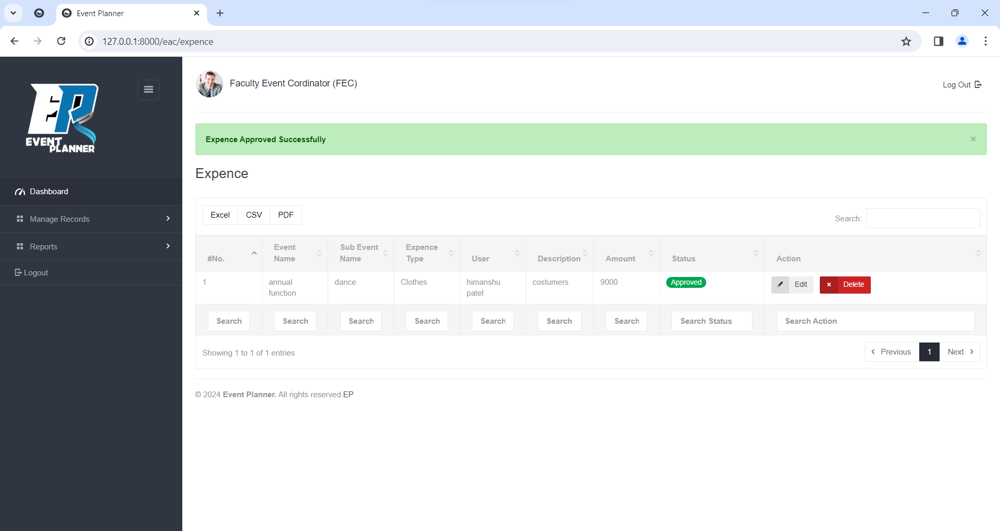 Event Planner
127.0.0.1:8000/eac/expence
EVENT
PLANNER
Faculty Event Cordinator (FEC)
Log Out
Expence Approved Successfully
×
Expence
Dashboard
Manage Records
Reports
Logout
Excel CSV PDF
Search:
#No. Event Name Sub Event Name Expence Type User Description Amount Status Action
1 annual function dance Clothes himanshu patel costumers 9000 Approved Edit × Delete
Search Search Search Search Search Search Search Search Status Search Action
Showing 1 to 1 of 1 entries
Previous 1 Next
© 2024 Event Planner. All rights reserved.EP